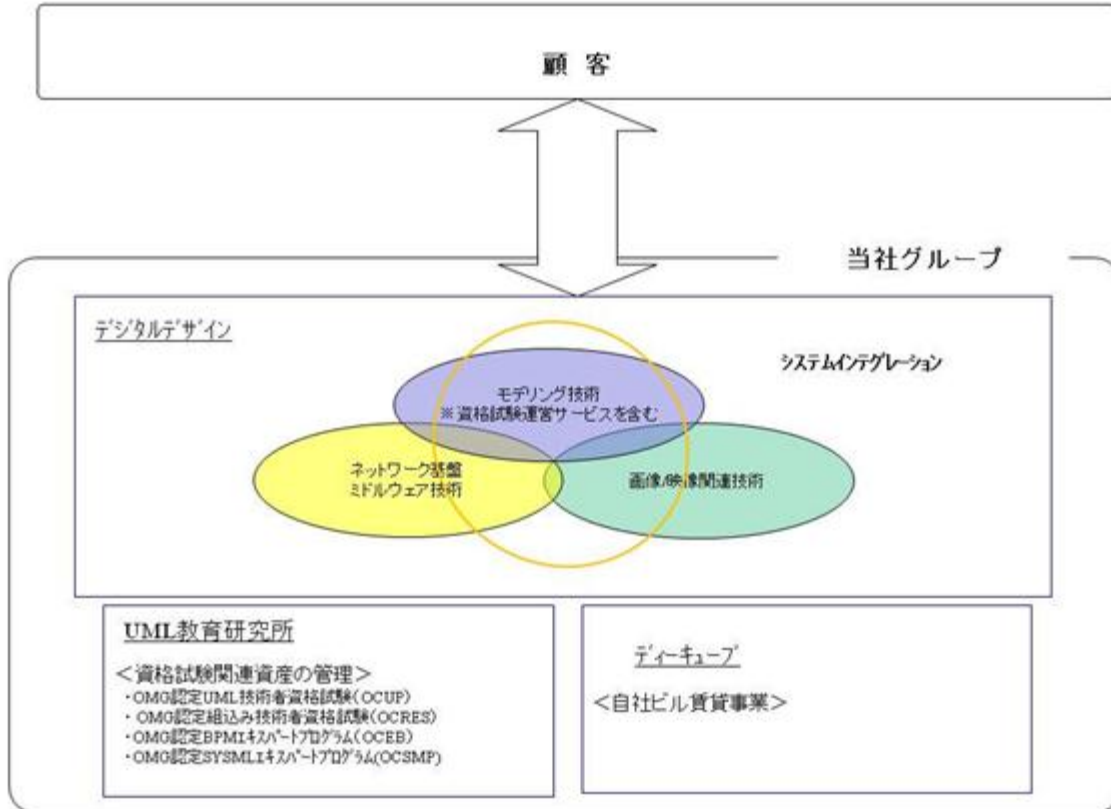 顧 客
当社グループ
デジタルデザイン
システムインテグレーション
モデリング技術
※資格試験運営サービスを含む
ネットワーク基盤
ミドルウェア技術
画像/映像関連技術
UML教育研究所
＜資格試験関連資産の管理＞
・OMG認定UML技術者資格試験(OCUP)
・OMG認定組込み技術者資格試験(OCRES)
・OMG認定BPMエキスパートプログラム(OCEB)
・OMG認定SYSMLエキスパートプログラム(OCSMP)
ディーキューブ
＜自社ビル賃貸事業＞